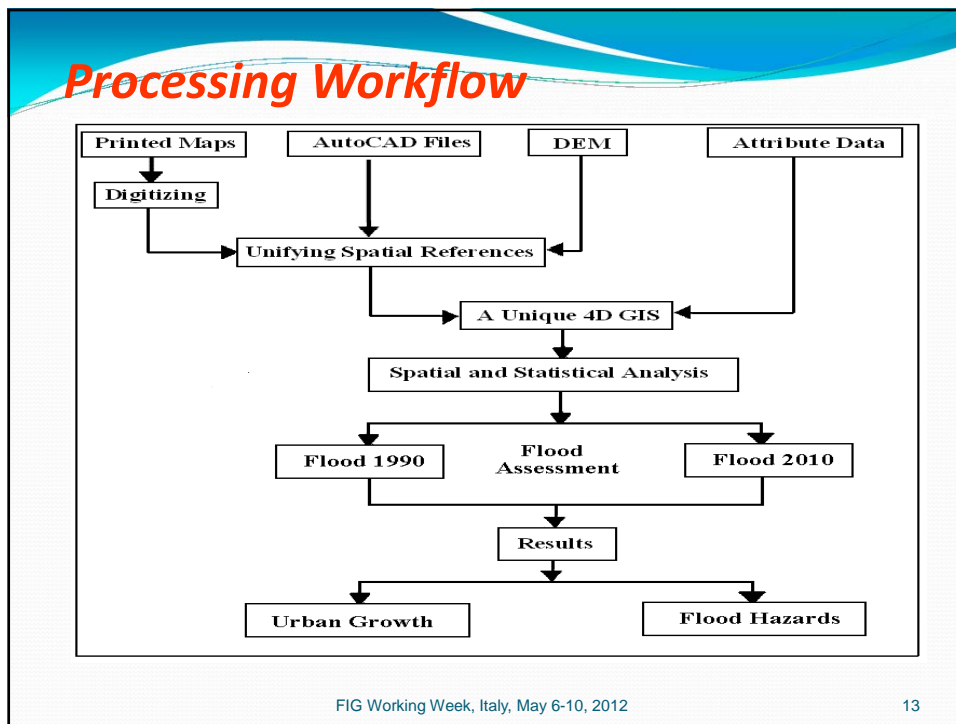 Processing Workflow
Printed Maps
AutoCAD Files
DEM
Attribute Data
Digitizing
Unifying Spatial References
A Unique 4D GIS
Spatial and Statistical Analysis
Flood 1990
Flood
Assessment
Flood 2010
Results
Urban Growth
Flood Hazards
FIG Working Week, Italy, May 6-10, 2012
13